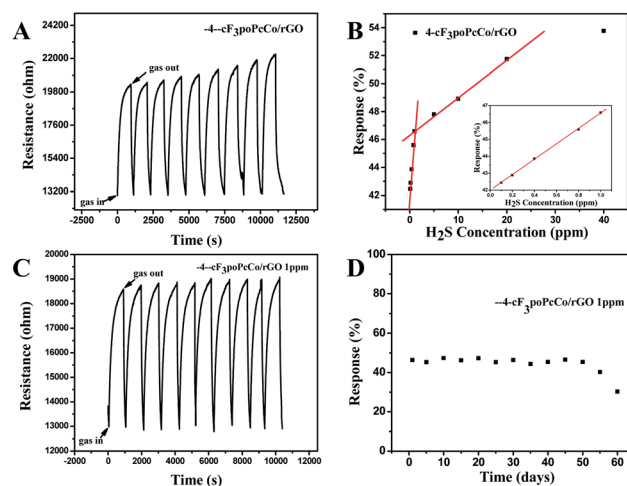 A
-4--cF3poPcCo/rGO
gas out
gas in
Resistance (ohm)
22200
19800
17600
15400
13200
-2500 0 2500 5000 7500 10000 12500
Time (s)
B
4-cF3poPcCo/rGO
Response (%)
54
52
50
48
46
44
42
0 10 20 30 40
H2S Concentration (ppm)
Response (%)
47
46
45
44
43
42
0.0 0.2 0.4 0.6 0.8 1.0
H2S Concentration (ppm)
C
-4--cF3poPcCo/rGO 1ppm
gas out
gas in
Resistance (ohm)
19000
18000
17000
16000
15000
14000
13000
12000
-2000 0 2000 4000 6000 8000 10000
Time (s)
D
--4-cF3poPcCo/rGO 1ppm
Response (%)
100
80
60
40
20
0
0 10 20 30 40 50 60
Time (days)